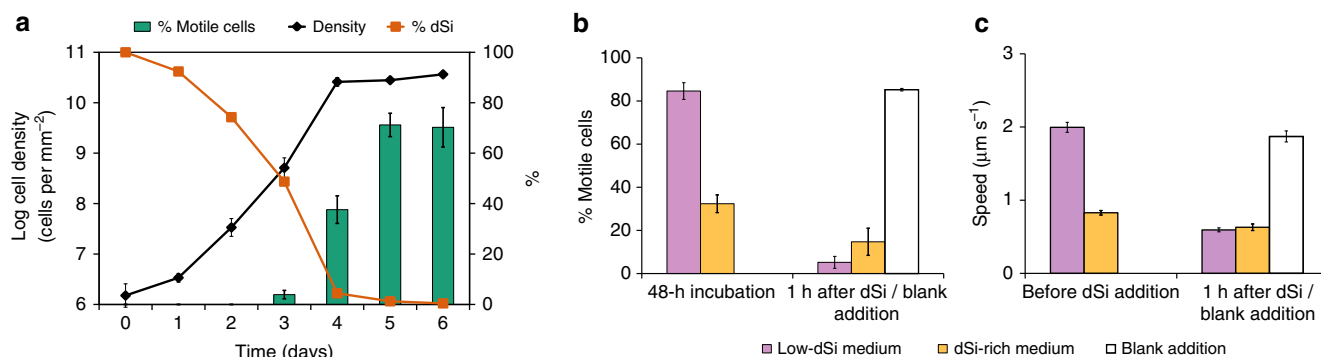 a
% Motile cells Density % dSi
Log cell density
(cells per mm−2)
11
10
9
8
7
6
100
80
60
40
20
0
%
0 1 2 3 4 5 6
Time (days)
b
% Motile cells
100
80
60
40
20
0
48-h incubation
1 h after dSi / blank
addition
c
Speed (μm s−1)
3
2
1
0
Before dSi addition
1 h after dSi /
blank addition
Low-dSi medium dSi-rich medium Blank addition